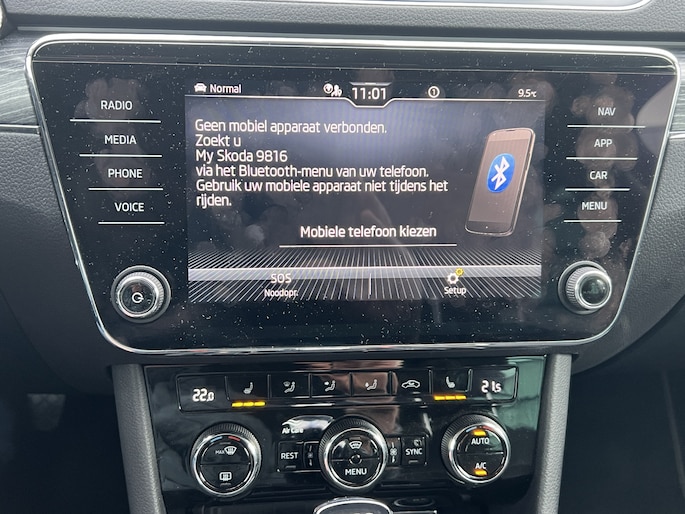 Normal
11:01
9.5°C
RADIO
MEDIA
PHONE
VOICE
Geen mobiel apparaat verbonden.
Zoekt u
My Skoda 9816
via het Bluetooth-menu van uw telefoon.
Gebruik uw mobiele apparaat niet tijdens het
rijden.
Mobiele telefoon kiezen
SOS
Noodopr.
Setup
NAV
APP
CAR
MENU
22.0
21.5
Air Care
MAX
REST
MENU
SYNC
AUTO
A/C